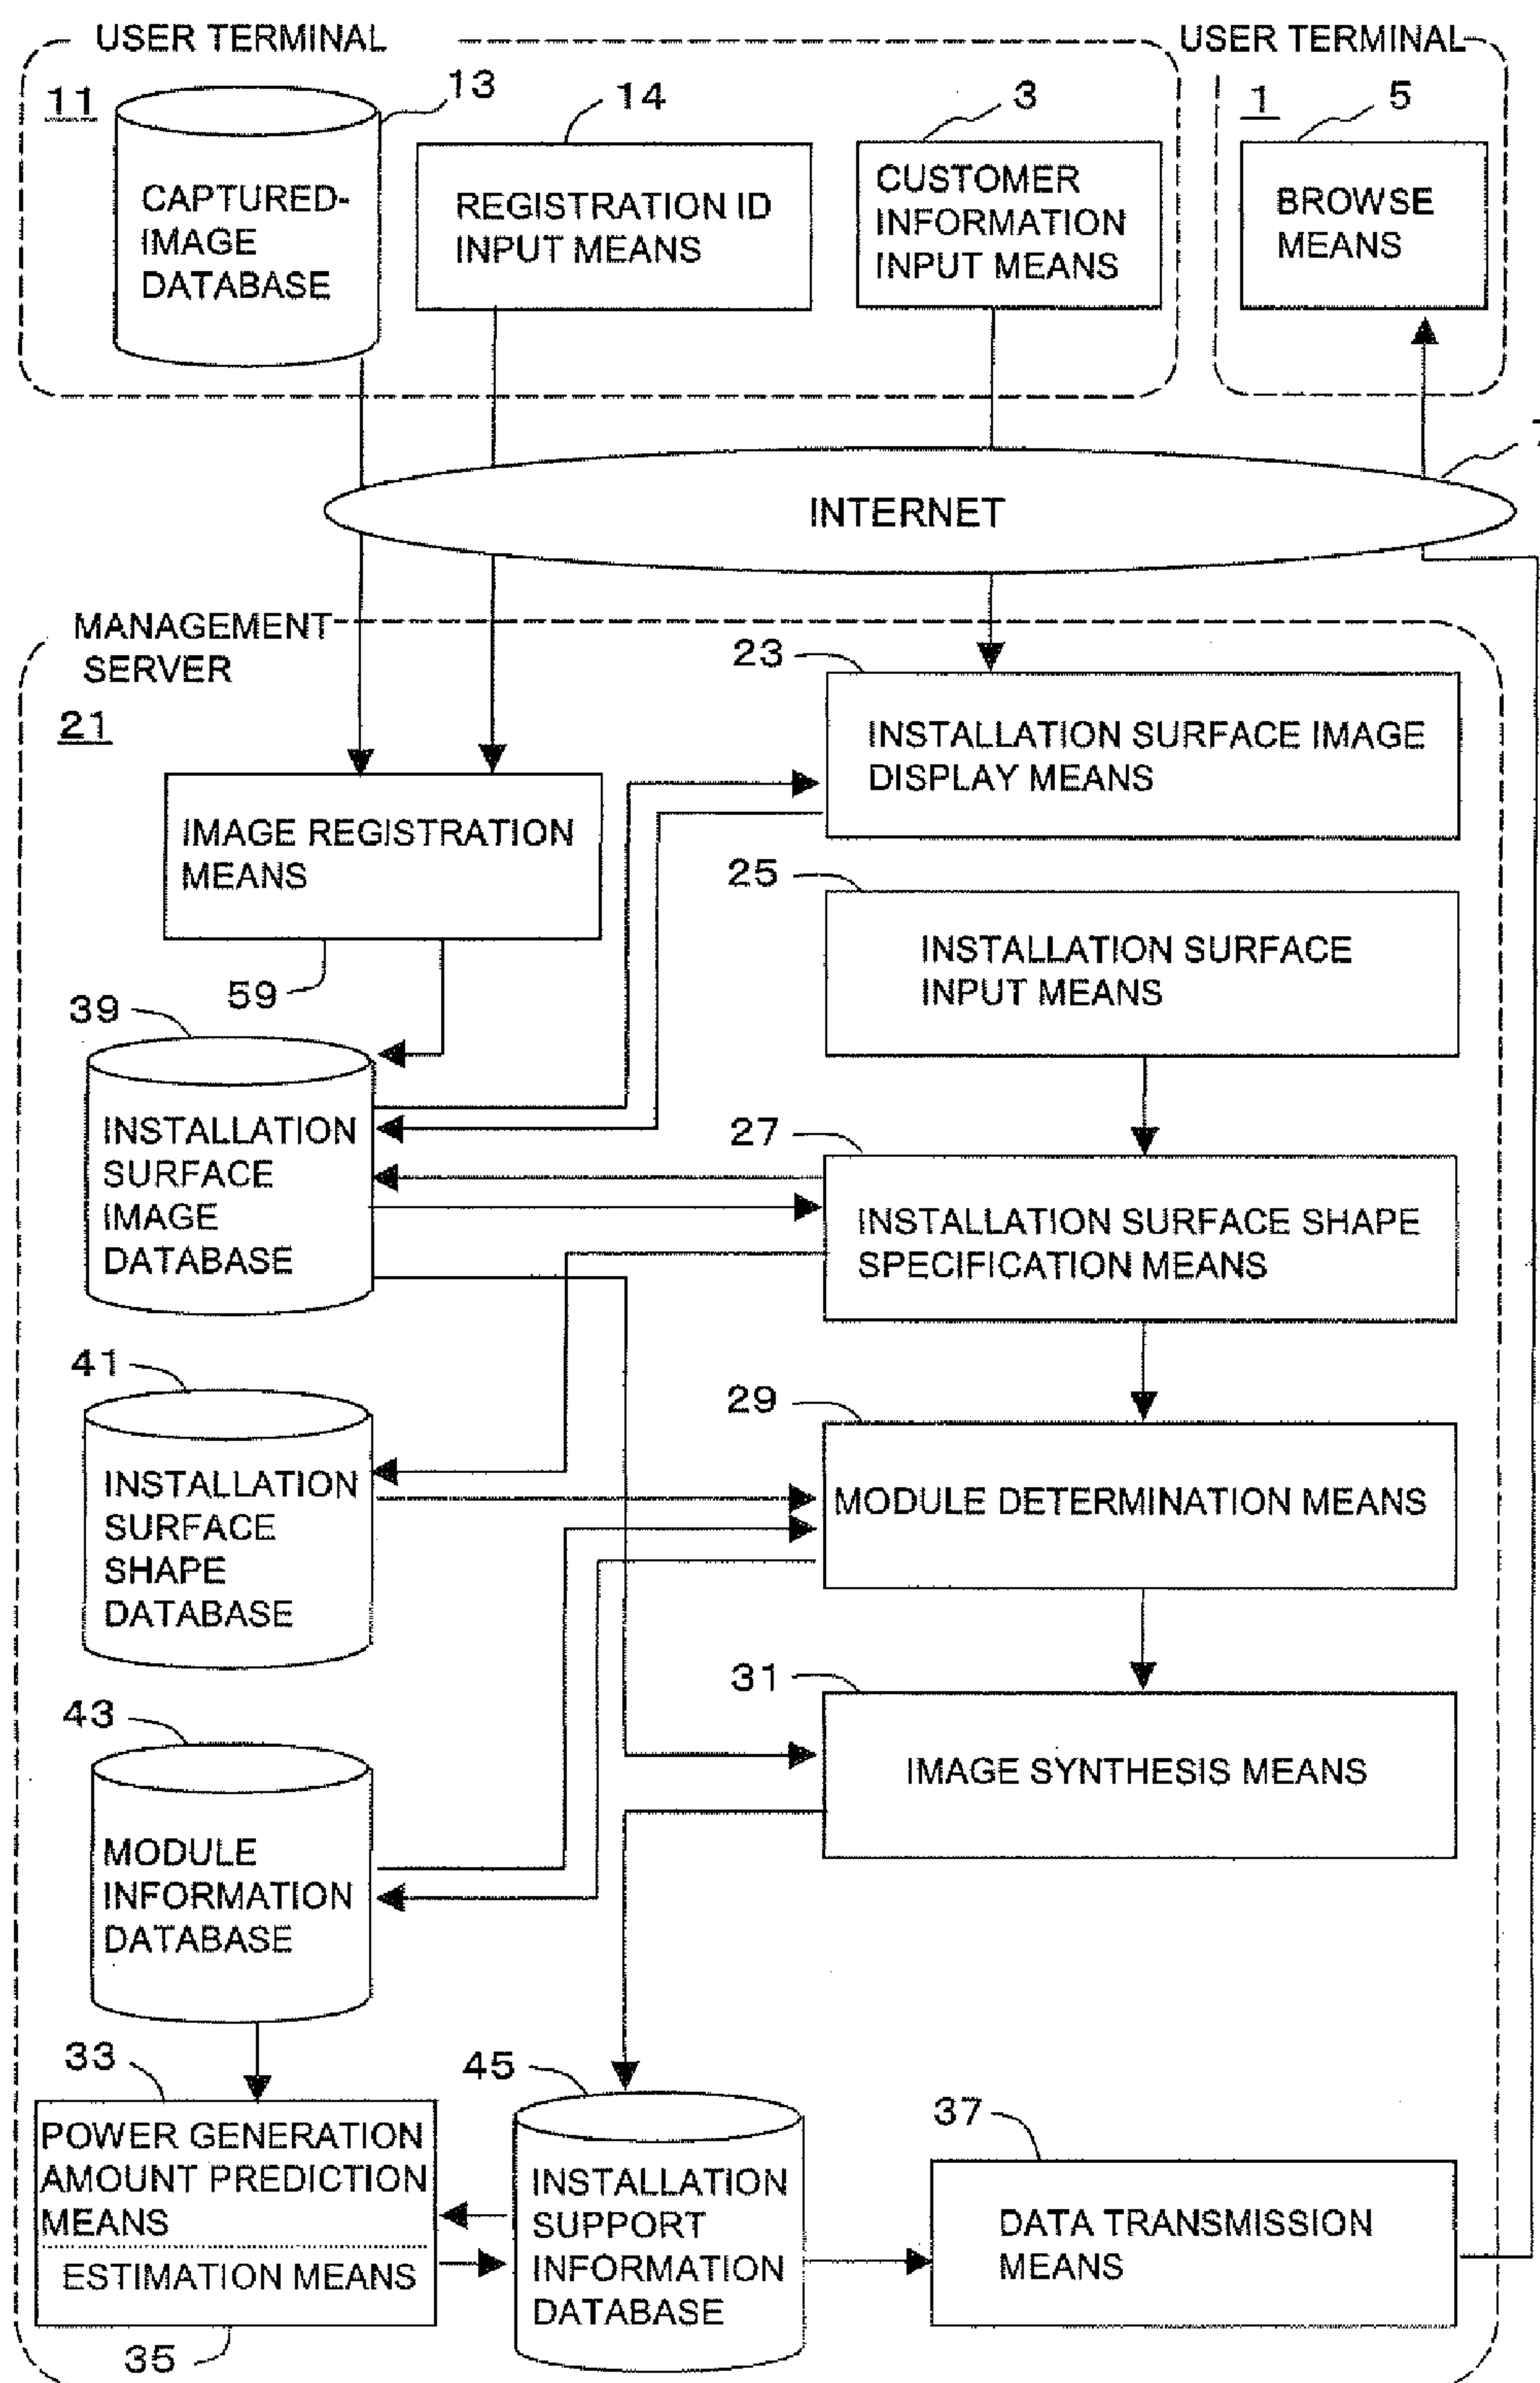 USER TERMINAL
USER TERMINAL
11
13
14
3
1
5
CAPTURED-
IMAGE
DATABASE
REGISTRATION ID
INPUT MEANS
CUSTOMER
INFORMATION
INPUT MEANS
BROWSE
MEANS
7
INTERNET
MANAGEMENT
SERVER
21
23
INSTALLATION SURFACE IMAGE
DISPLAY MEANS
IMAGE REGISTRATION
MEANS
59
25
INSTALLATION SURFACE
INPUT MEANS
39
INSTALLATION
SURFACE
IMAGE
DATABASE
27
INSTALLATION SURFACE SHAPE
SPECIFICATION MEANS
41
INSTALLATION
SURFACE
SHAPE
DATABASE
29
MODULE DETERMINATION MEANS
31
IMAGE SYNTHESIS MEANS
43
MODULE
INFORMATION
DATABASE
33
POWER GENERATION
AMOUNT PREDICTION
MEANS
ESTIMATION MEANS
35
45
INSTALLATION
SUPPORT
INFORMATION
DATABASE
37
DATA TRANSMISSION
MEANS